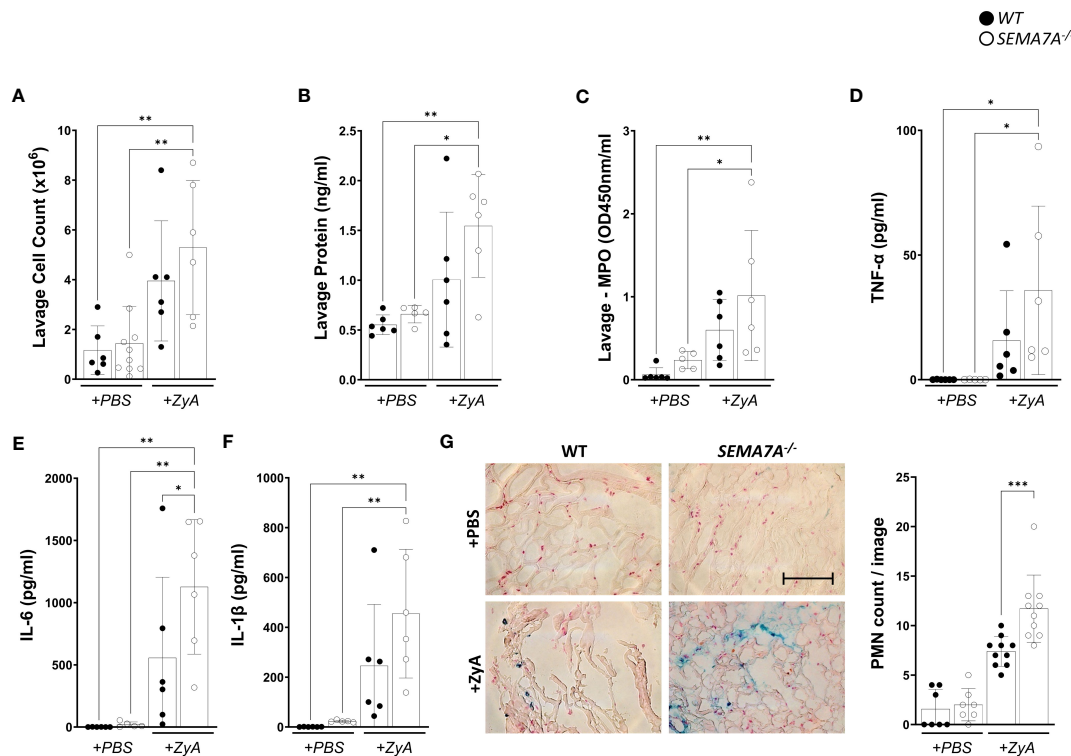 WT
SEMA7A-/-
A
Lavage Cell Count (x10⁶)
10
8
6
4
2
0
**
**
+PBS
+ZyA
B
Lavage Protein (ng/ml)
2.5
2.0
1.5
1.0
0.5
0.0
**
*
+PBS
+ZyA
C
Lavage - MPO (OD450nm/ml)
3
2
1
0
**
*
+PBS
+ZyA
D
TNF-α (pg/ml)
100
50
0
*
*
+PBS
+ZyA
E
IL-6 (pg/ml)
2000
1500
1000
500
0
**
**
*
+PBS
+ZyA
F
IL-1β (pg/ml)
1000
800
600
400
200
0
**
**
+PBS
+ZyA
G
WT
SEMA7A-/-
+PBS
+ZyA
PMN count / image
25
20
15
10
5
0
***
+PBS
+ZyA